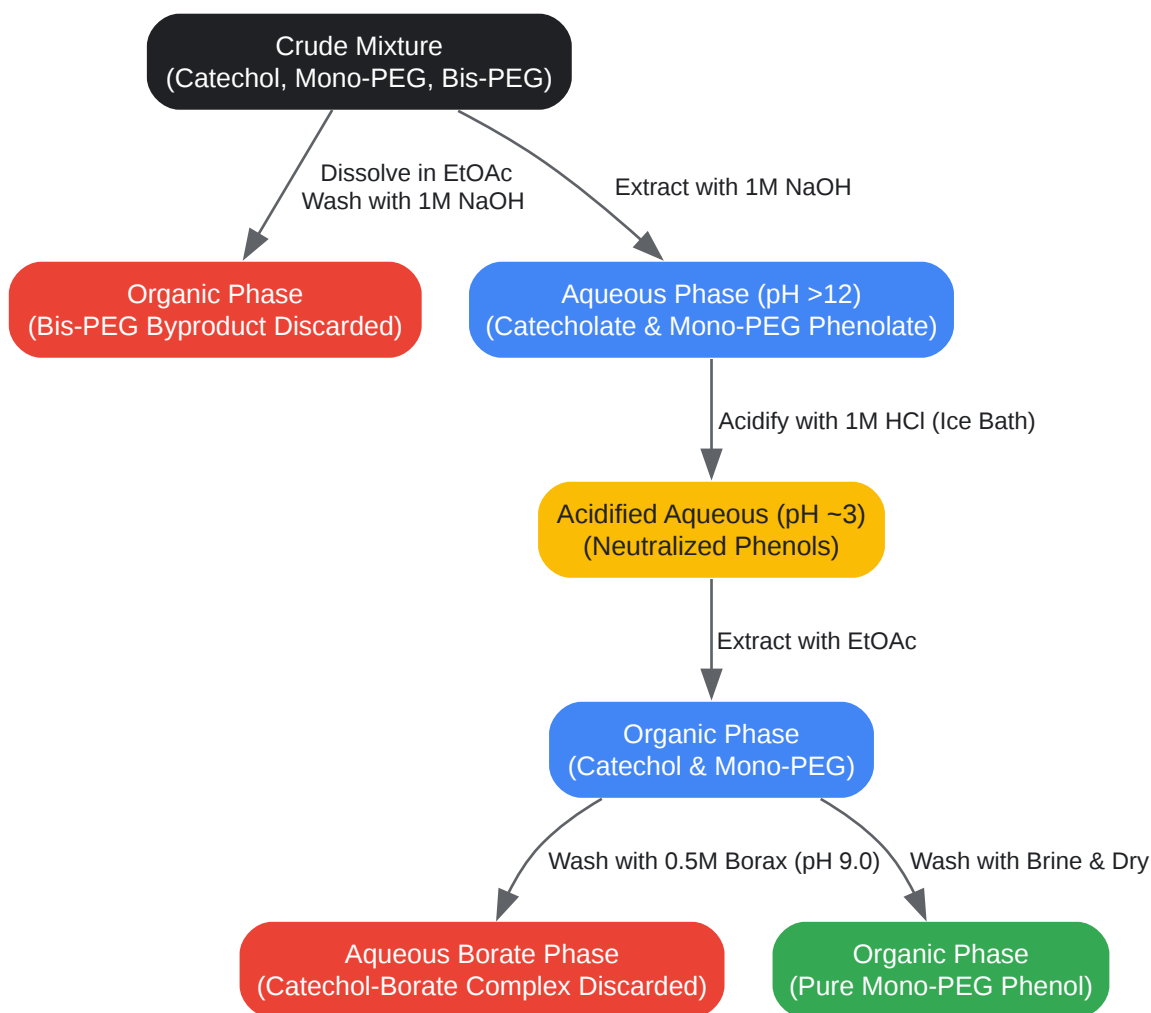 Crude Mixture
(Catechol, Mono-PEG, Bis-PEG)
Dissolve in EtOAc
Wash with 1M NaOH
Extract with 1M NaOH
Organic Phase
(Bis-PEG Byproduct Discarded)
Aqueous Phase (pH >12)
(Catecholate & Mono-PEG Phenolate)
Acidify with 1M HCl (Ice Bath)
Acidified Aqueous (pH ~3)
(Neutralized Phenols)
Extract with EtOAc
Organic Phase
(Catechol & Mono-PEG)
Wash with 0.5M Borax (pH 9.0)
Wash with Brine & Dry
Aqueous Borate Phase
(Catechol-Borate Complex Discarded)
Organic Phase
(Pure Mono-PEG Phenol)